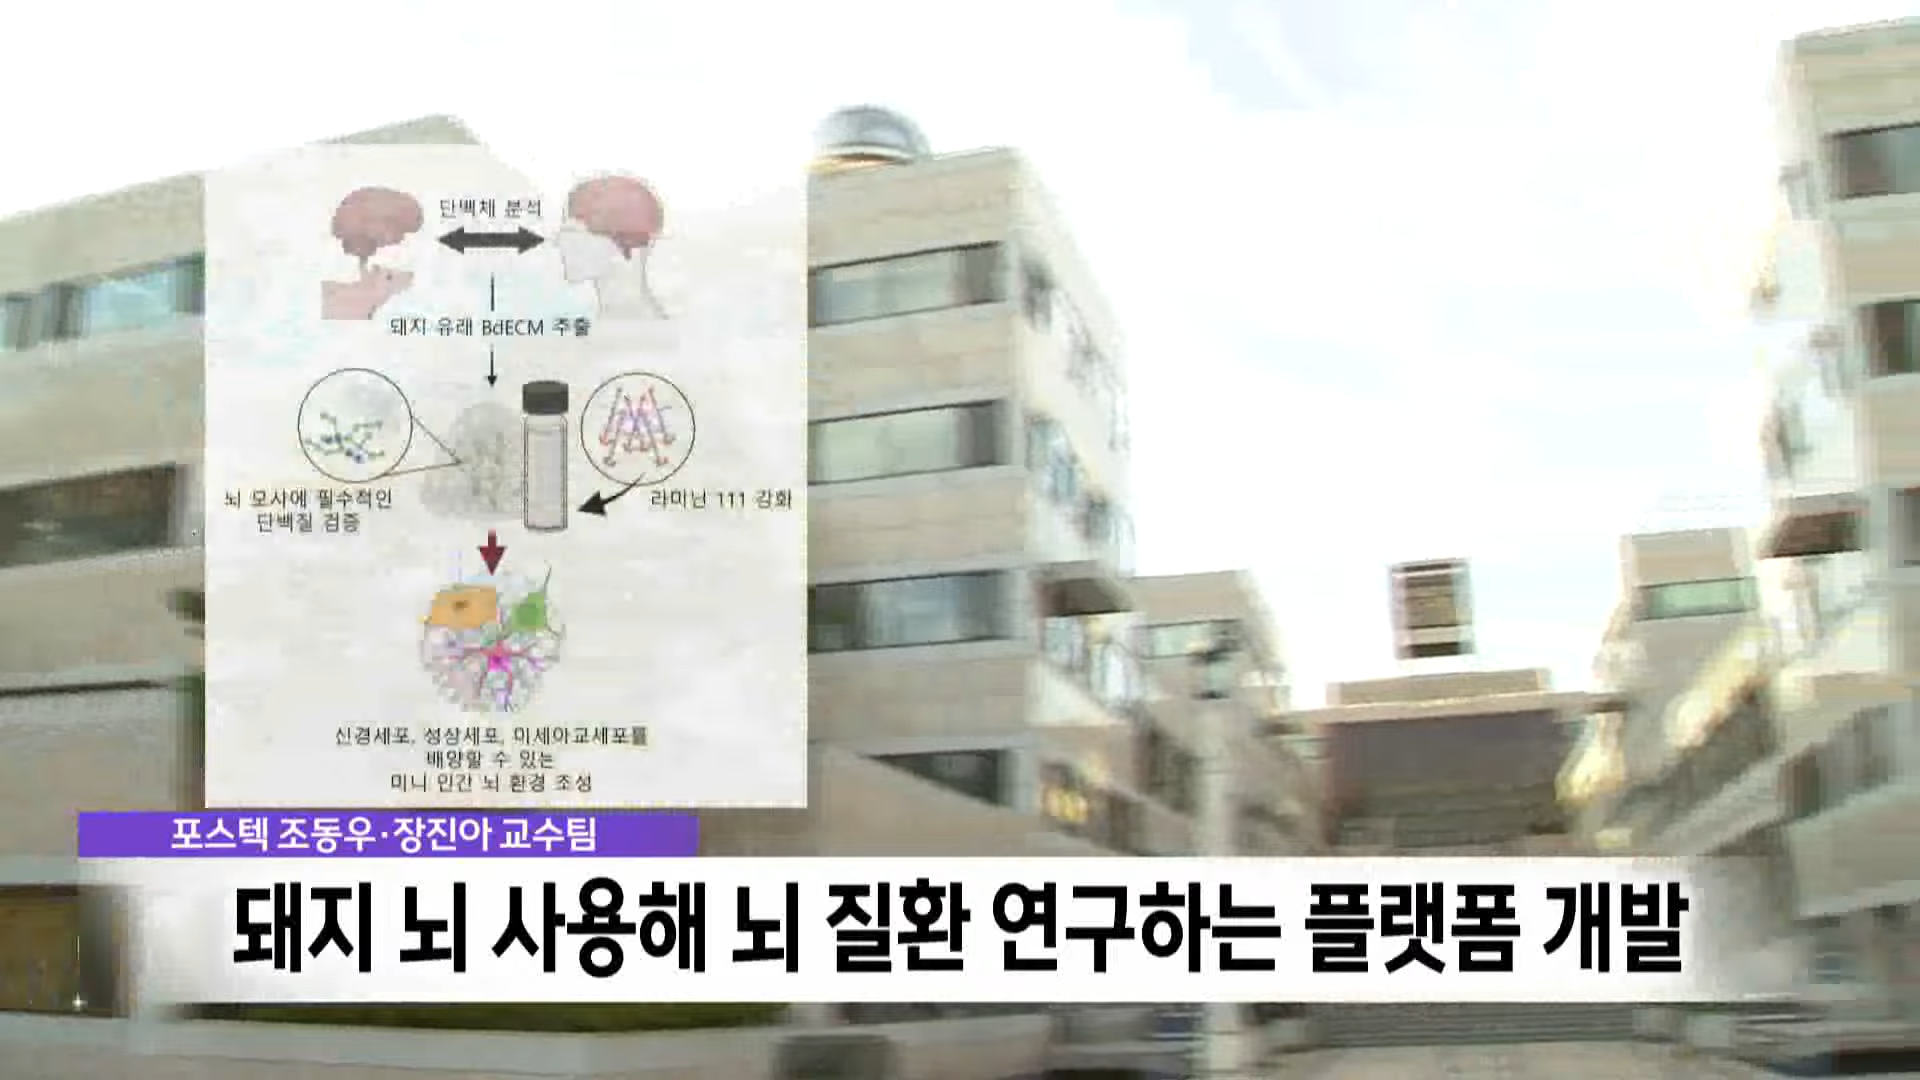 단백체 분석
돼지 유래 BdECM 추출
뇌 모사에 필수적인
단백질 검증
라미닌 111 강화
신경세포, 성상세포, 미세아교세포를
배양할 수 있는
미니 인간 뇌 환경 조성
포스텍 조동우·장진아 교수팀
돼지 뇌 사용해 뇌 질환 연구하는 플랫폼 개발